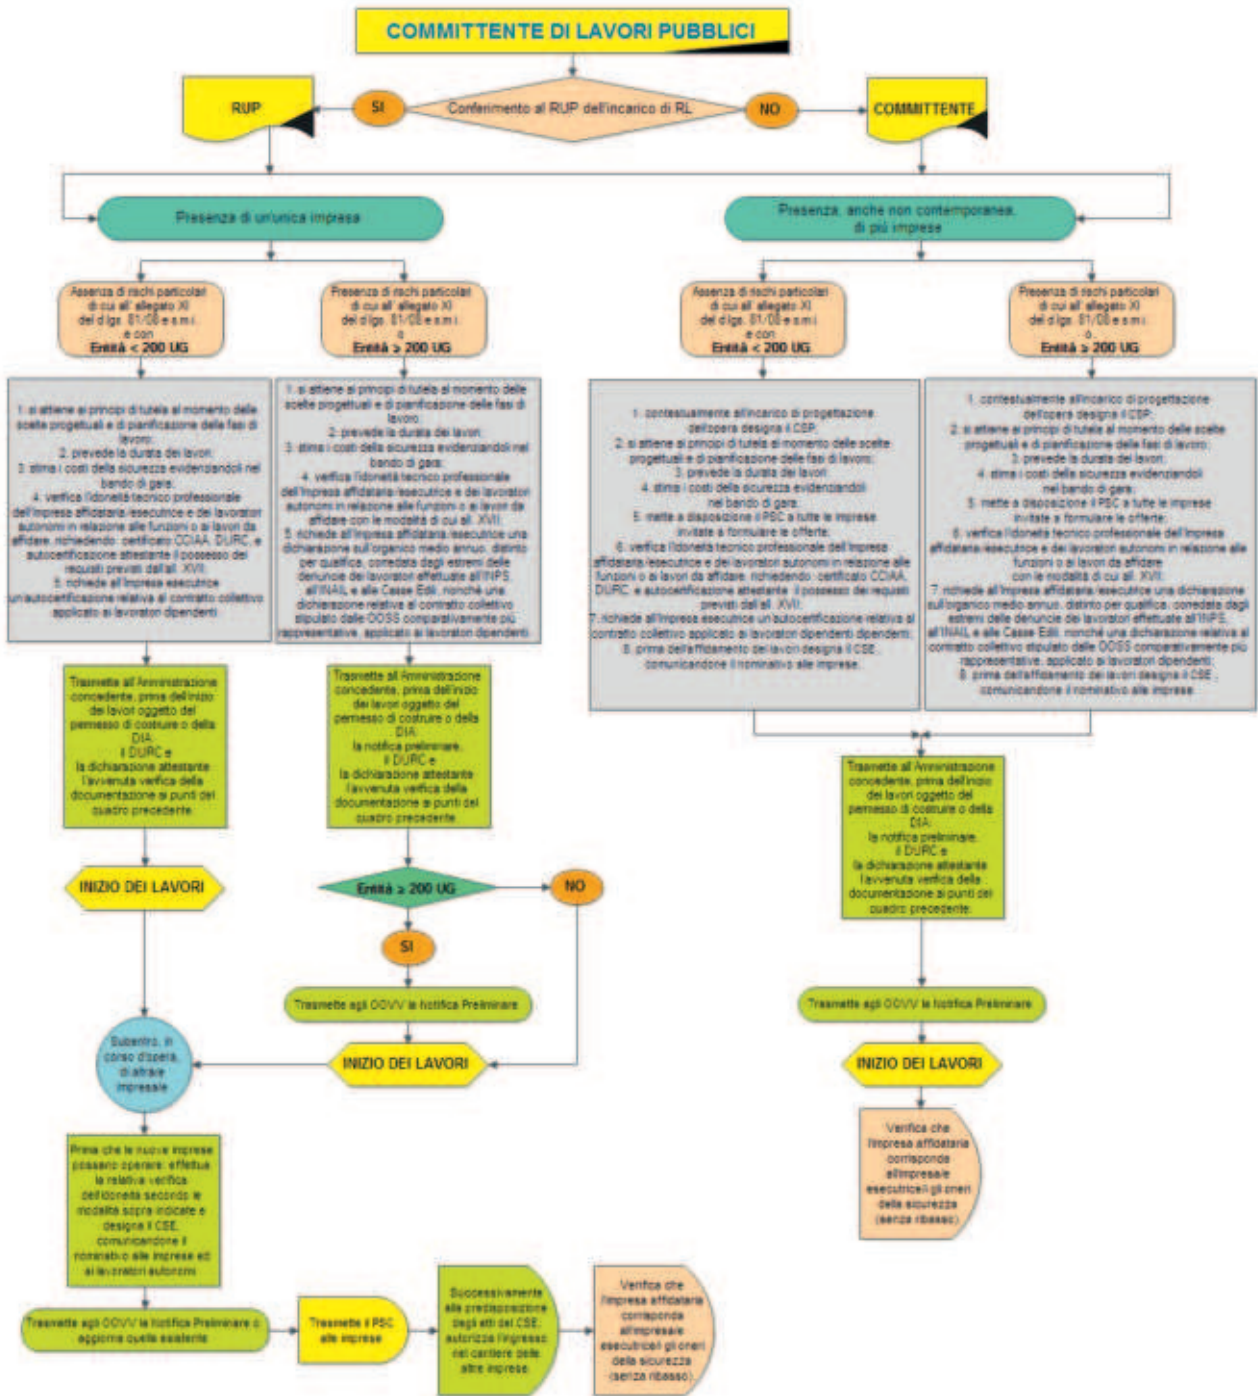 COMMITTENTE DI LAVORI PUBBLICI
RUP
SI
Conferimento al RUP dell'incarico di RL
NO
COMMITTENTE
Presenza di un'unica impresa
Presenza, anche non contemporanea,
di più imprese
Assenza di rischi particolari
di cui all' allegato XI
del d.lgs. 81/08 e s.m.i.
e con
Entità < 200 UG
Presenza di rischi particolari
di cui all' allegato XI
del d.lgs. 81/08 e s.m.i.
o
Entità ≥ 200 UG
Assenza di rischi particolari
di cui all' allegato XI
del d.lgs. 81/08 e s.m.i.
e con
Entità < 200 UG
Presenza di rischi particolari
di cui all' allegato XI
del d.lgs. 81/08 e s.m.i.
o
Entità ≥ 200 UG
1. si attiene ai principi di tutela al momento delle
scelte progettuali e di pianificazione delle fasi di
lavoro;
2. prevede la durata dei lavori;
3. stima i costi della sicurezza evidenziandoli nel
bando di gara;
4. verifica l'idoneità tecnico professionale
dell'Impresa affidataria/esecutrice e dei lavoratori
autonomi in relazione alle funzioni o ai lavori da
affidare, richiedendo: certificato CCIAA, DURC, e
autocertificazione attestante il possesso dei
requisiti previsti dall'all. XVII;
5. richiede all'Impresa esecutrice
un'autocertificazione relativa al contratto collettivo
applicato ai lavoratori dipendenti
1. si attiene ai principi di tutela al momento delle
scelte progettuali e di pianificazione delle fasi di
lavoro;
2. prevede la durata dei lavori;
3. stima i costi della sicurezza evidenziandoli nel
bando di gara;
4. verifica l'idoneità tecnico professionale
dell'Impresa affidataria/esecutrice e dei lavoratori
autonomi in relazione alle funzioni o ai lavori da
affidare con le modalità di cui all. XVII;
5. richiede all'Impresa affidataria/esecutrice una
dichiarazione sull'organico medio annuo, distinto
per qualifica, corredata dagli estremi delle
denuncie dei lavoratori effettuate all'INPS,
all'INAIL e alle Casse Edili, nonché una
dichiarazione relativa al contratto collettivo
stipulato dalle OOSS comparativamente più
rappresentative, applicato ai lavoratori dipendenti
1. contestualmente all'incarico di progettazione
dell'opera designa il CSP;
2. si attiene ai principi di tutela al momento delle scelte
progettuali e di pianificazione delle fasi di lavoro;
3. prevede la durata dei lavori
4. stima i costi della sicurezza evidenziandoli
nel bando di gara;
5. mette a disposizione il PSC a tutte le imprese
invitate a formulare le offerte;
6. verifica l'idoneità tecnico professionale dell'Impresa
affidataria/esecutrice e dei lavoratori autonomi in relazione alle
funzioni o ai lavori da affidare, richiedendo: certificato CCIAA,
DURC, e autocertificazione attestante il possesso dei requisiti
previsti dall'all. XVII;
7. richiede all'Impresa esecutrice un'autocertificazione relativa al
contratto collettivo applicato ai lavoratori dipendenti dipendenti;
8. prima dell'affidamento dei lavori designa il CSE,
comunicandone il nominativo alle imprese.
1. contestualmente all'incarico di progettazione
dell'opera designa il CSP;
2. si attiene ai principi di tutela al momento delle scelte
progettuali e di pianificazione delle fasi di lavoro;
3. prevede la durata dei lavori
4. stima i costi della sicurezza evidenziandoli
nel bando di gara;
5. mette a disposizione il PSC a tutte le imprese
invitate a formulare le offerte;
6. verifica l'idoneità tecnico professionale dell'Impresa
affidataria/esecutrice e dei lavoratori autonomi in relazione alle
funzioni o ai lavori da affidare
con le modalità di cui all. XVII;
7. richiede all'Impresa affidataria/esecutrice una dichiarazione
sull'organico medio annuo, distinto per qualifica, corredata dagli
estremi delle denuncie dei lavoratori effettuate all'INPS,
all'INAIL e alle Casse Edili, nonché una dichiarazione relativa al
contratto collettivo stipulato dalle OOSS comparativamente più
rappresentative, applicato ai lavoratori dipendenti;
8. prima dell'affidamento dei lavori designa il CSE ,
comunicandone il nominativo alle imprese
Trasmette all'Amministrazione
concedente, prima dell'inizio
dei lavori oggetto del
permesso di costruire o della
DIA:
il DURC e
la dichiarazione attestante
l'avvenuta verifica della
documentazione ai punti del
quadro precedente.
Trasmette all'Amministrazione
concedente, prima dell'inizio
dei lavori oggetto del
permesso di costruire o della
DIA:
la notifica preliminare,
il DURC e
la dichiarazione attestante
l'avvenuta verifica della
documentazione ai punti del
quadro precedente
Trasmette all'Amministrazione
concedente, prima dell'inizio
dei lavori oggetto del
permesso di costruire o della
DIA:
la notifica preliminare,
il DURC e
la dichiarazione attestante
l'avvenuta verifica della
documentazione ai punti del
quadro precedente.
INIZIO DEI LAVORI
Entità ≥ 200 UG
NO
SI
Trasmette agli OOVV la Notifica Preliminare
Trasmette agli OOVV la Notifica Preliminare
Subentro, in
corso d'opera,
di altra/e
impresa/e
INIZIO DEI LAVORI
INIZIO DEI LAVORI
Prima che le nuove imprese
possano operare: effettua
la relativa verifica
dell'idoneità secondo le
modalità sopra indicate e
designa il CSE,
comunicandone il
nominativo alle imprese ed
ai lavoratori autonomi
Verifica che
l'impresa affidataria
corrisponda
all'impresa/e
esecutrice/i gli oneri
della sicurezza
(senza ribasso)
Trasmette agli OOVV la Notifica Preliminare o
aggiorna quella esistente
Trasmette il PSC
alle imprese
Successivamente
alla predisposizione
degli atti del CSE,
autorizza l'ingresso
nel cantiere delle
altre imprese
Verifica che
l'impresa affidataria
corrisponda
all'impresa/e
esecutrice/i gli oneri
della sicurezza
(senza ribasso)